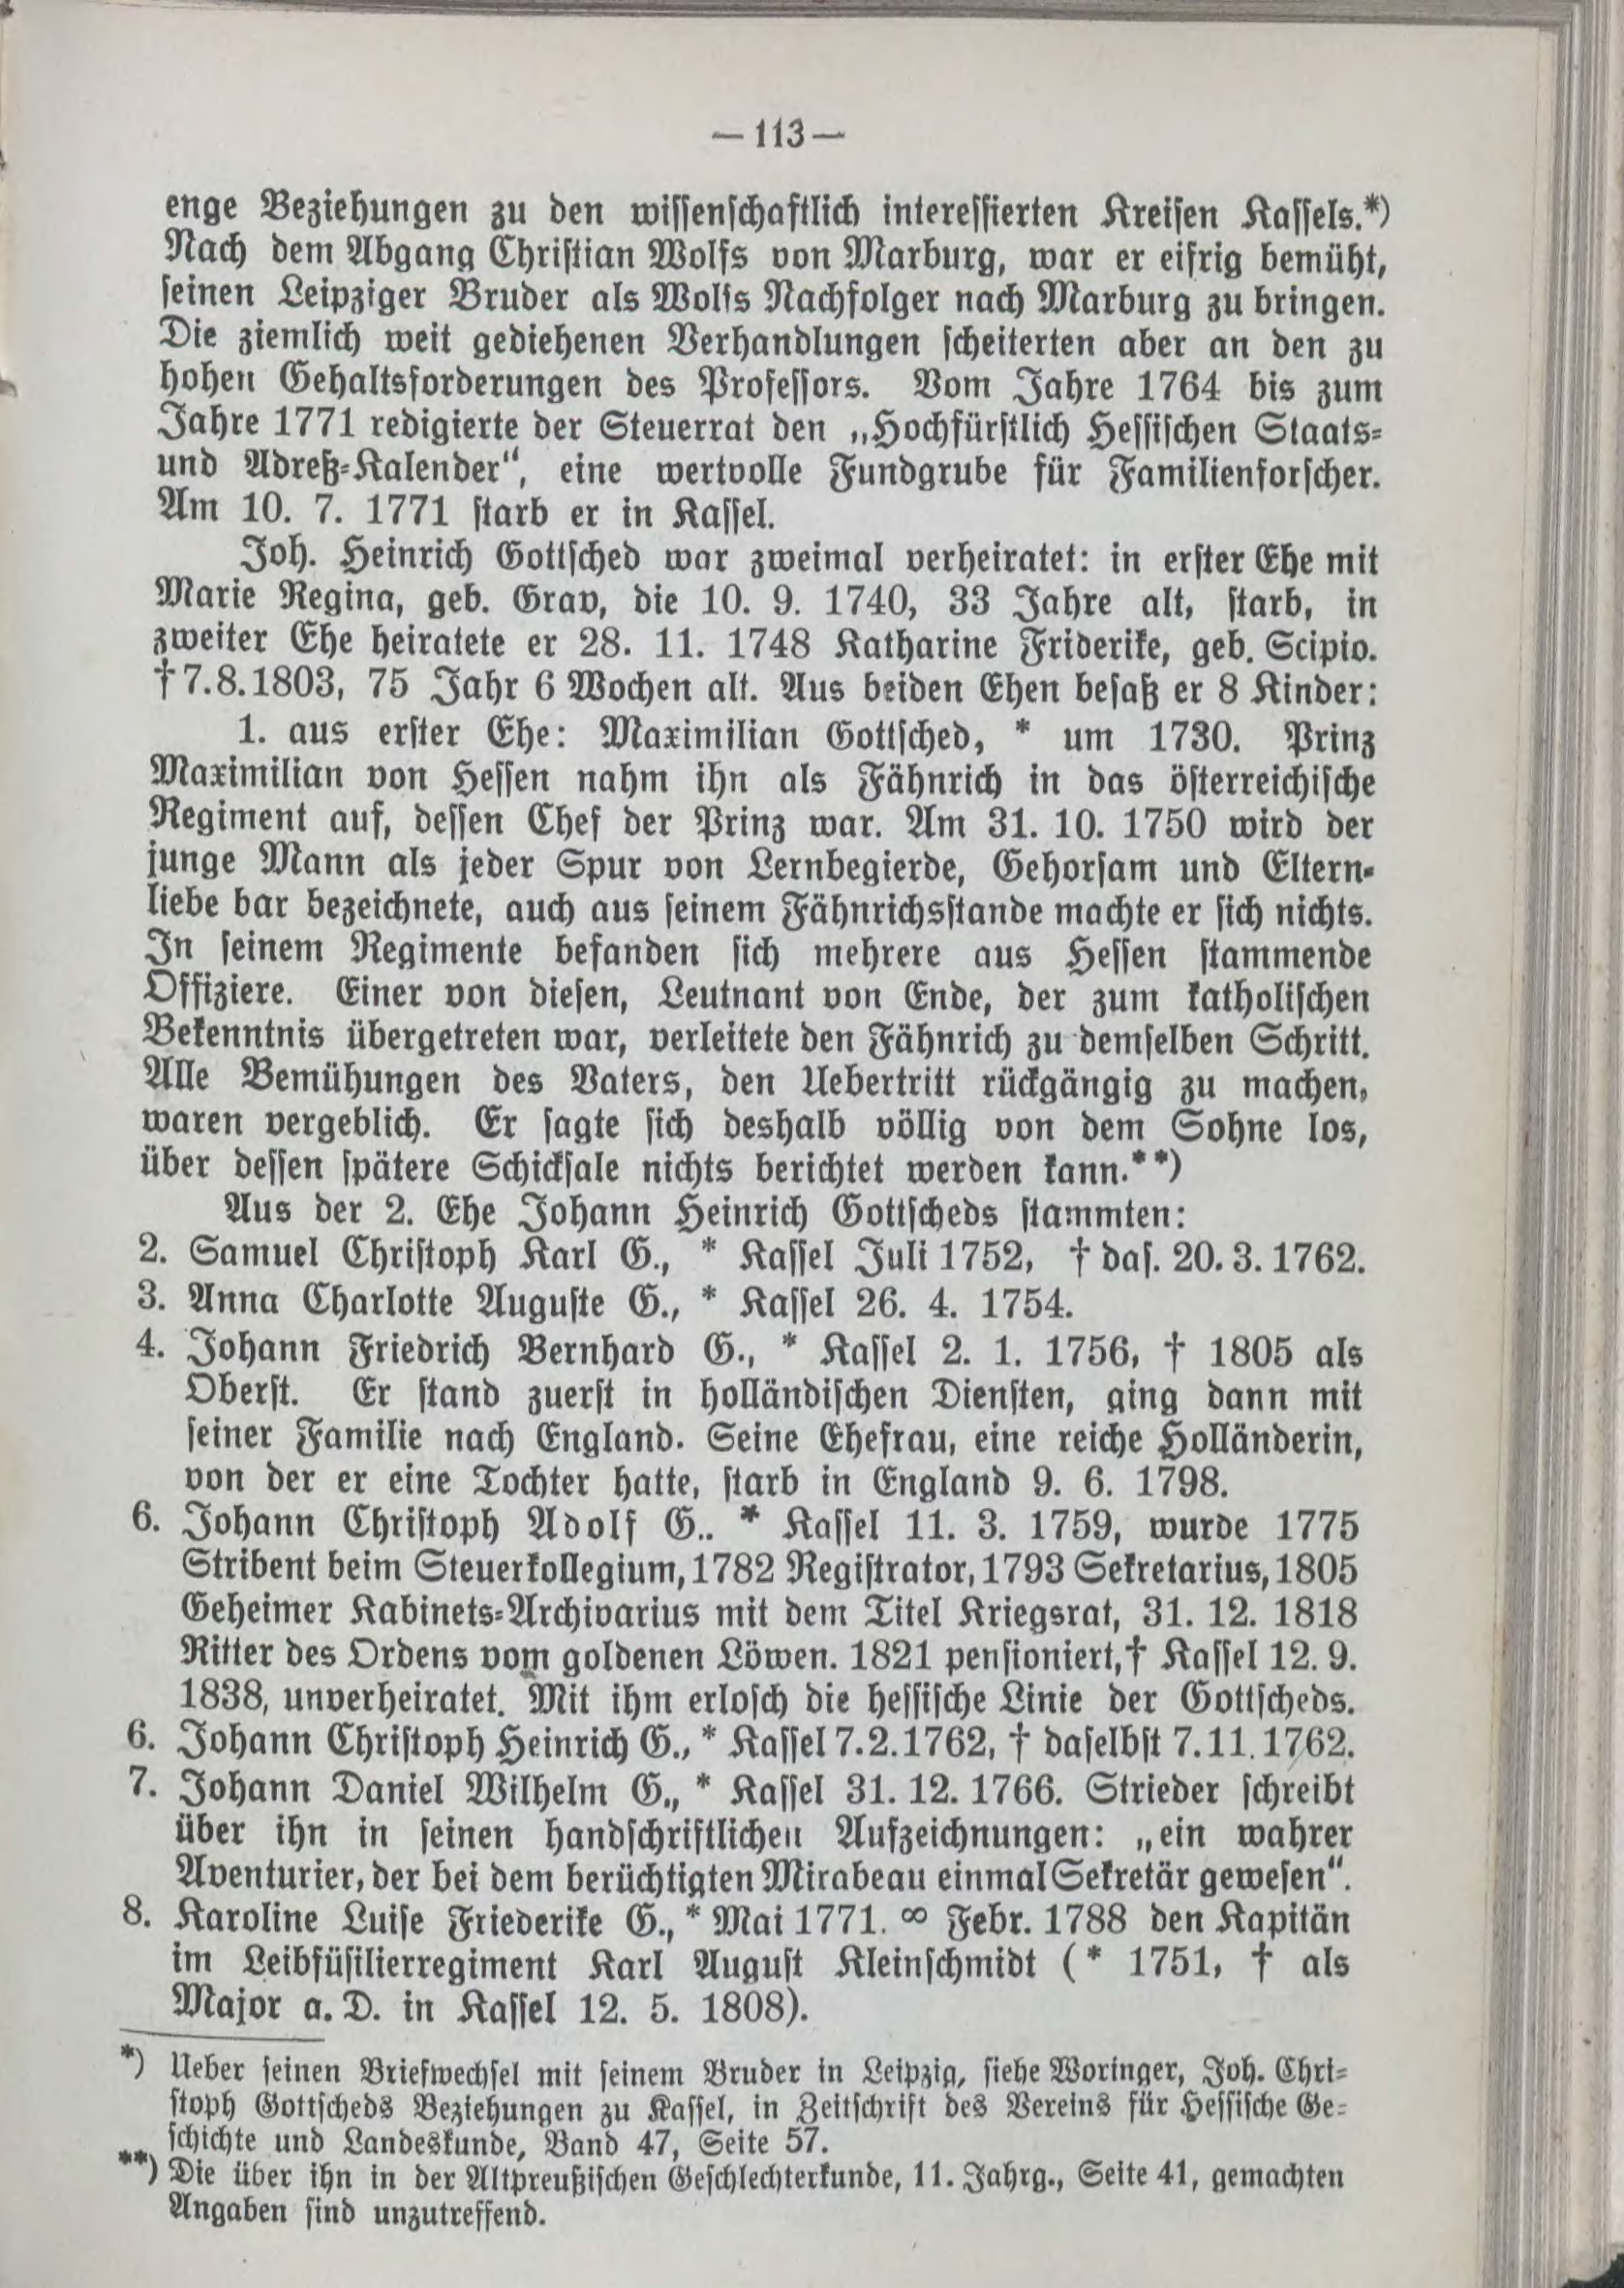 — 113 —
enge Beziehungen zu den wissenschaftlich interessierten Kreisen Kassels.*)
Nach dem Abgang Christian Wolfs von Marburg, war er eifrig bemüht,
seinen Leipziger Bruder als Wolfs Nachfolger nach Marburg zu bringen.
Die ziemlich weit gediehenen Verhandlungen scheiterten aber an den zu
hohen Gehaltsforderungen des Professors. Vom Jahre 1764 bis zum
Jahre 1771 redigierte der Steuerrat den „Hochfürstlich Hessischen Staats-
und Adreß-Kalender“, eine wertvolle Fundgrube für Familienforscher.
Am 10. 7. 1771 starb er in Kassel.
Joh. Heinrich Gottsched war zweimal verheiratet: in erster Ehe mit
Marie Regina, geb. Grav, die 10. 9. 1740, 33 Jahre alt, starb, in
zweiter Ehe heiratete er 28. 11. 1748 Katharine Friderike, geb. Scipio.
† 7.8.1803, 75 Jahr 6 Wochen alt. Aus beiden Ehen besaß er 8 Kinder:
1. aus erster Ehe: Maximilian Gottsched, * um 1730. Prinz
Maximilian von Hessen nahm ihn als Fähnrich in das österreichische
Regiment auf, dessen Chef der Prinz war. Am 31. 10. 1750 wird der
junge Mann als jeder Spur von Lernbegierde, Gehorsam und Eltern-
liebe bar bezeichnete, auch aus seinem Fähnrichsstande machte er sich nichts.
In seinem Regimente befanden sich mehrere aus Hessen stammende
Offiziere. Einer von diesen, Leutnant von Ende, der zum katholischen
Bekenntnis übergetreten war, verleitete den Fähnrich zu demselben Schritt.
Alle Bemühungen des Vaters, den Uebertritt rückgängig zu machen,
waren vergeblich. Er sagte sich deshalb völlig von dem Sohne los,
über dessen spätere Schicksale nichts berichtet werden kann.**)
Aus der 2. Ehe Johann Heinrich Gottscheds stammten:
2. Samuel Christoph Karl G., * Kassel Juli 1752, † das. 20. 3. 1762.
3. Anna Charlotte Auguste G., * Kassel 26. 4. 1754.
4. Johann Friedrich Bernhard G., * Kassel 2. 1. 1756, † 1805 als
Oberst. Er stand zuerst in holländischen Diensten, ging dann mit
seiner Familie nach England. Seine Ehefrau, eine reiche Holländerin,
von der er eine Tochter hatte, starb in England 9. 6. 1798.
6. Johann Christoph Adolf G.. * Kassel 11. 3. 1759, wurde 1775
Skribent beim Steuerkollegium, 1782 Registrator, 1793 Sekretarius, 1805
Geheimer Kabinets-Archivarius mit dem Titel Kriegsrat, 31. 12. 1818
Ritter des Ordens vom goldenen Löwen. 1821 pensioniert, † Kassel 12. 9.
1838, unverheiratet. Mit ihm erlosch die hessische Linie der Gottscheds.
6. Johann Christoph Heinrich G., * Kassel 7.2.1762, † daselbst 7.11.1762.
7. Johann Daniel Wilhelm G., * Kassel 31. 12. 1766. Strieder schreibt
über ihn in seinen handschriftlichen Aufzeichnungen: „ein wahrer
Aventurier, der bei dem berüchtigten Mirabeau einmal Sekretär gewesen“.
8. Karoline Luise Friederike G., * Mai 1771. ∞ Febr. 1788 den Kapitän
im Leibfüsilierregiment Karl August Kleinschmidt (* 1751, † als
Major a. D. in Kassel 12. 5. 1808).
*) Ueber seinen Briefwechsel mit seinem Bruder in Leipzig, siehe Woringer, Joh. Chri-
stoph Gottscheds Beziehungen zu Kassel, in Zeitschrift des Vereins für Hessische Ge-
schichte und Landeskunde, Band 47, Seite 57.
**) Die über ihn in der Altpreußischen Geschlechterkunde, 11. Jahrg., Seite 41, gemachten
Angaben sind unzutreffend.